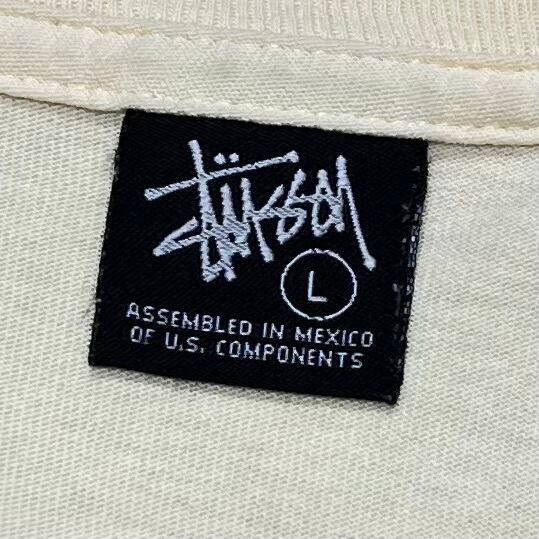 Stüssy
L
ASSEMBLED IN MEXICO
OF U.S. COMPONENTS